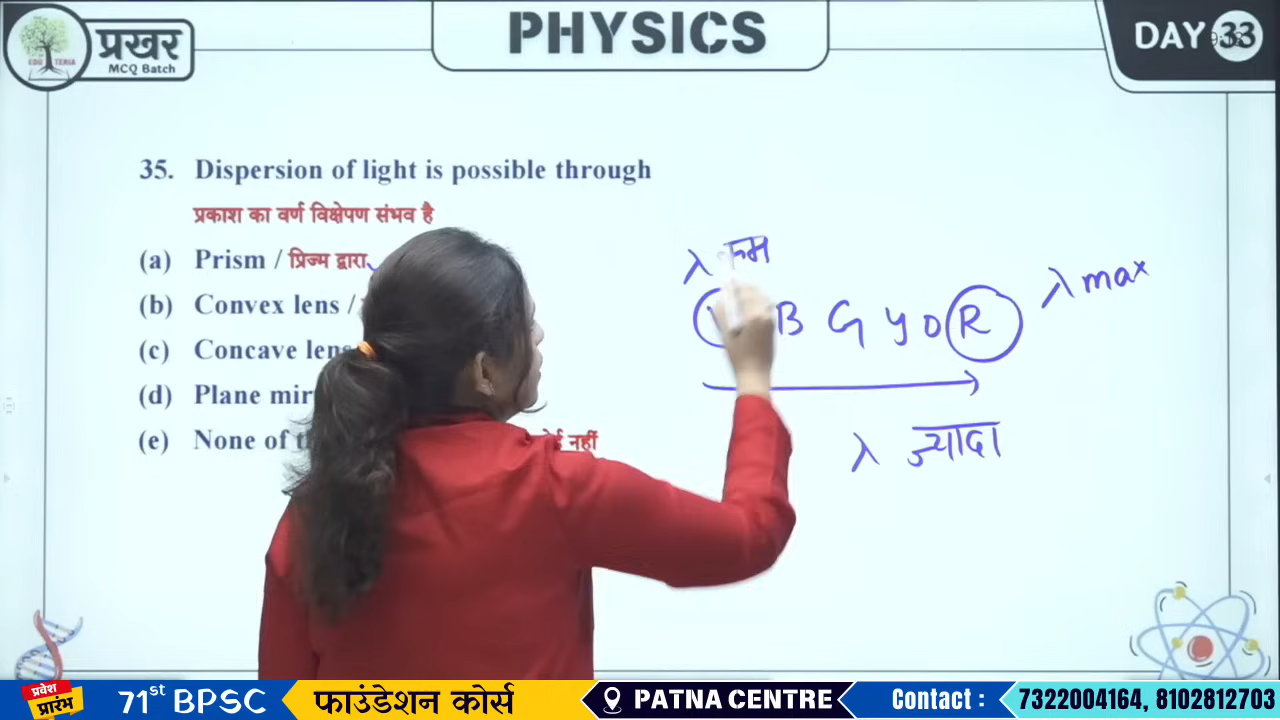 EDU TERIA
प्रखर
MCQ Batch
PHYSICS
DAY 33
35. Dispersion of light is possible through
प्रकाश का वर्ण विक्षेपण संभव है
(a) Prism / प्रिज्म द्वारा
(b) Convex lens /
(c) Concave lens
(d) Plane mir
(e) None of कोई नहीं
λ कम
B G Y O R
λ max
λ ज्यादा
प्रवेश प्रारंभ
71st BPSC
फाउंडेशन कोर्स
PATNA CENTRE
Contact :
7322004164, 8102812703